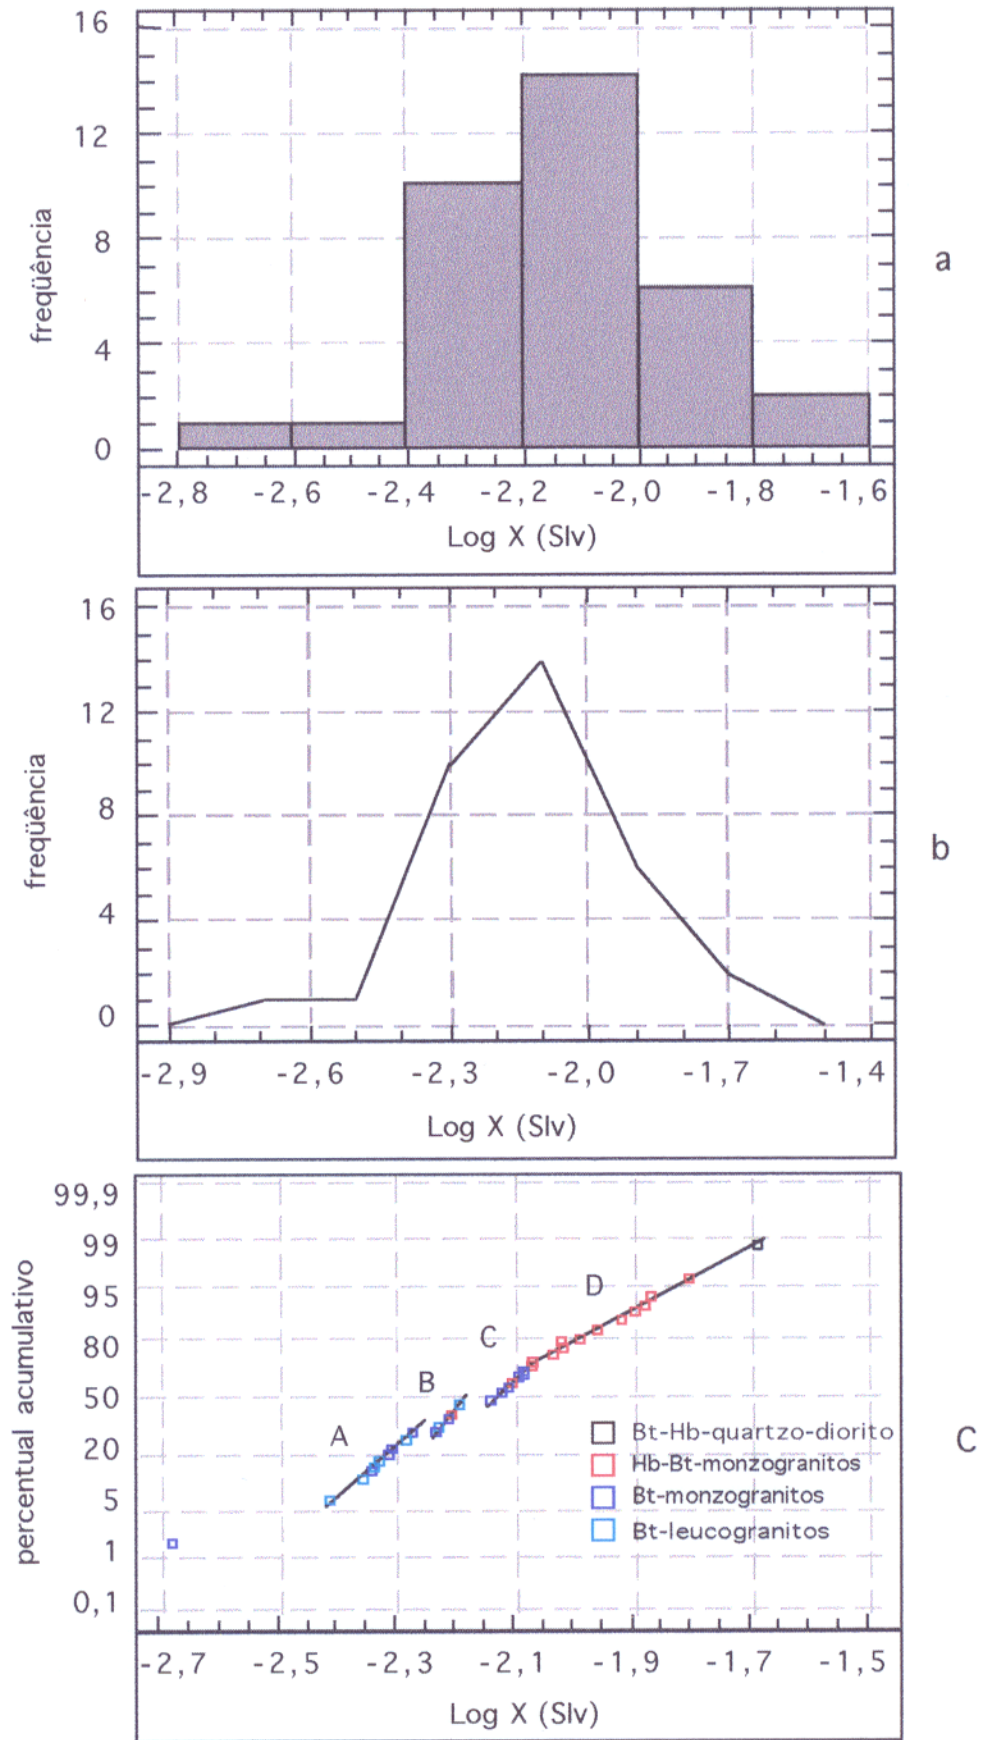 16
12
8
4
0
freqüência
a
-2,8 -2,6 -2,4 -2,2 -2,0 -1,8 -1,6
Log X (SIv)
16
12
8
4
0
freqüência
b
-2,9 -2,6 -2,3 -2,0 -1,7 -1,4
Log X (SIv)
99,9
99
95
80
50
20
5
1
0,1
percentual acumulativo
A
B
C
D
Bt-Hb-quartzo-diorito
Hb-Bt-monzogranitos
Bt-monzogranitos
Bt-leucogranitos
C
-2,7 -2,5 -2,3 -2,1 -1,9 -1,7 -1,5
Log X (SIv)